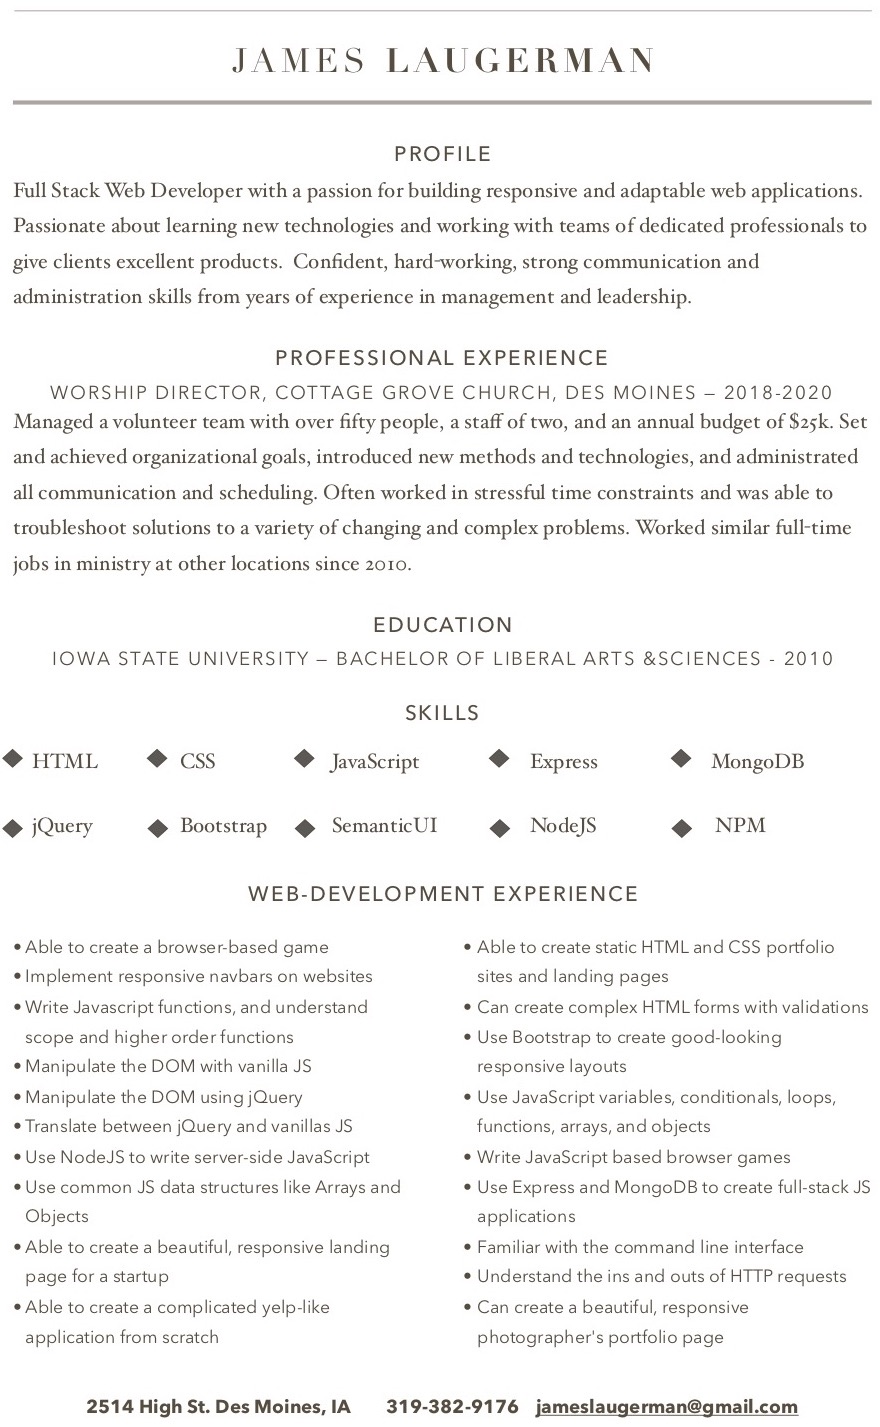 JAMES LAUGERMAN
PROFILE
Full Stack Web Developer with a passion for building responsive and adaptable web applications.
Passionate about learning new technologies and working with teams of dedicated professionals to
give clients excellent products.  Confident, hard-working, strong communication and
administration skills from years of experience in management and leadership.
PROFESSIONAL EXPERIENCE
WORSHIP DIRECTOR, COTTAGE GROVE CHURCH, DES MOINES – 2018-2020
Managed a volunteer team with over fifty people, a staff of two, and an annual budget of $25k. Set
and achieved organizational goals, introduced new methods and technologies, and administrated
all communication and scheduling. Often worked in stressful time constraints and was able to
troubleshoot solutions to a variety of changing and complex problems. Worked similar full-time
jobs in ministry at other locations since 2010.
EDUCATION
IOWA STATE UNIVERSITY – BACHELOR OF LIBERAL ARTS &SCIENCES - 2010
SKILLS
◆ HTML ◆ CSS ◆ JavaScript ◆ Express ◆ MongoDB
◆ jQuery ◆ Bootstrap ◆ SemanticUI ◆ NodeJS ◆ NPM
WEB-DEVELOPMENT EXPERIENCE
• Able to create a browser-based game
• Implement responsive navbars on websites
• Write Javascript functions, and understand
scope and higher order functions
• Manipulate the DOM with vanilla JS
• Manipulate the DOM using jQuery
• Translate between jQuery and vanillas JS
• Use NodeJS to write server-side JavaScript
• Use common JS data structures like Arrays and
Objects
• Able to create a beautiful, responsive landing
page for a startup
• Able to create a complicated yelp-like
application from scratch
• Able to create static HTML and CSS portfolio
sites and landing pages
• Can create complex HTML forms with validations
• Use Bootstrap to create good-looking
responsive layouts
• Use JavaScript variables, conditionals, loops,
functions, arrays, and objects
• Write JavaScript based browser games
• Use Express and MongoDB to create full-stack JS
applications
• Familiar with the command line interface
• Understand the ins and outs of HTTP requests
• Can create a beautiful, responsive
photographer's portfolio page
2514 High St. Des Moines, IA 319-382-9176 jameslaugerman@gmail.com